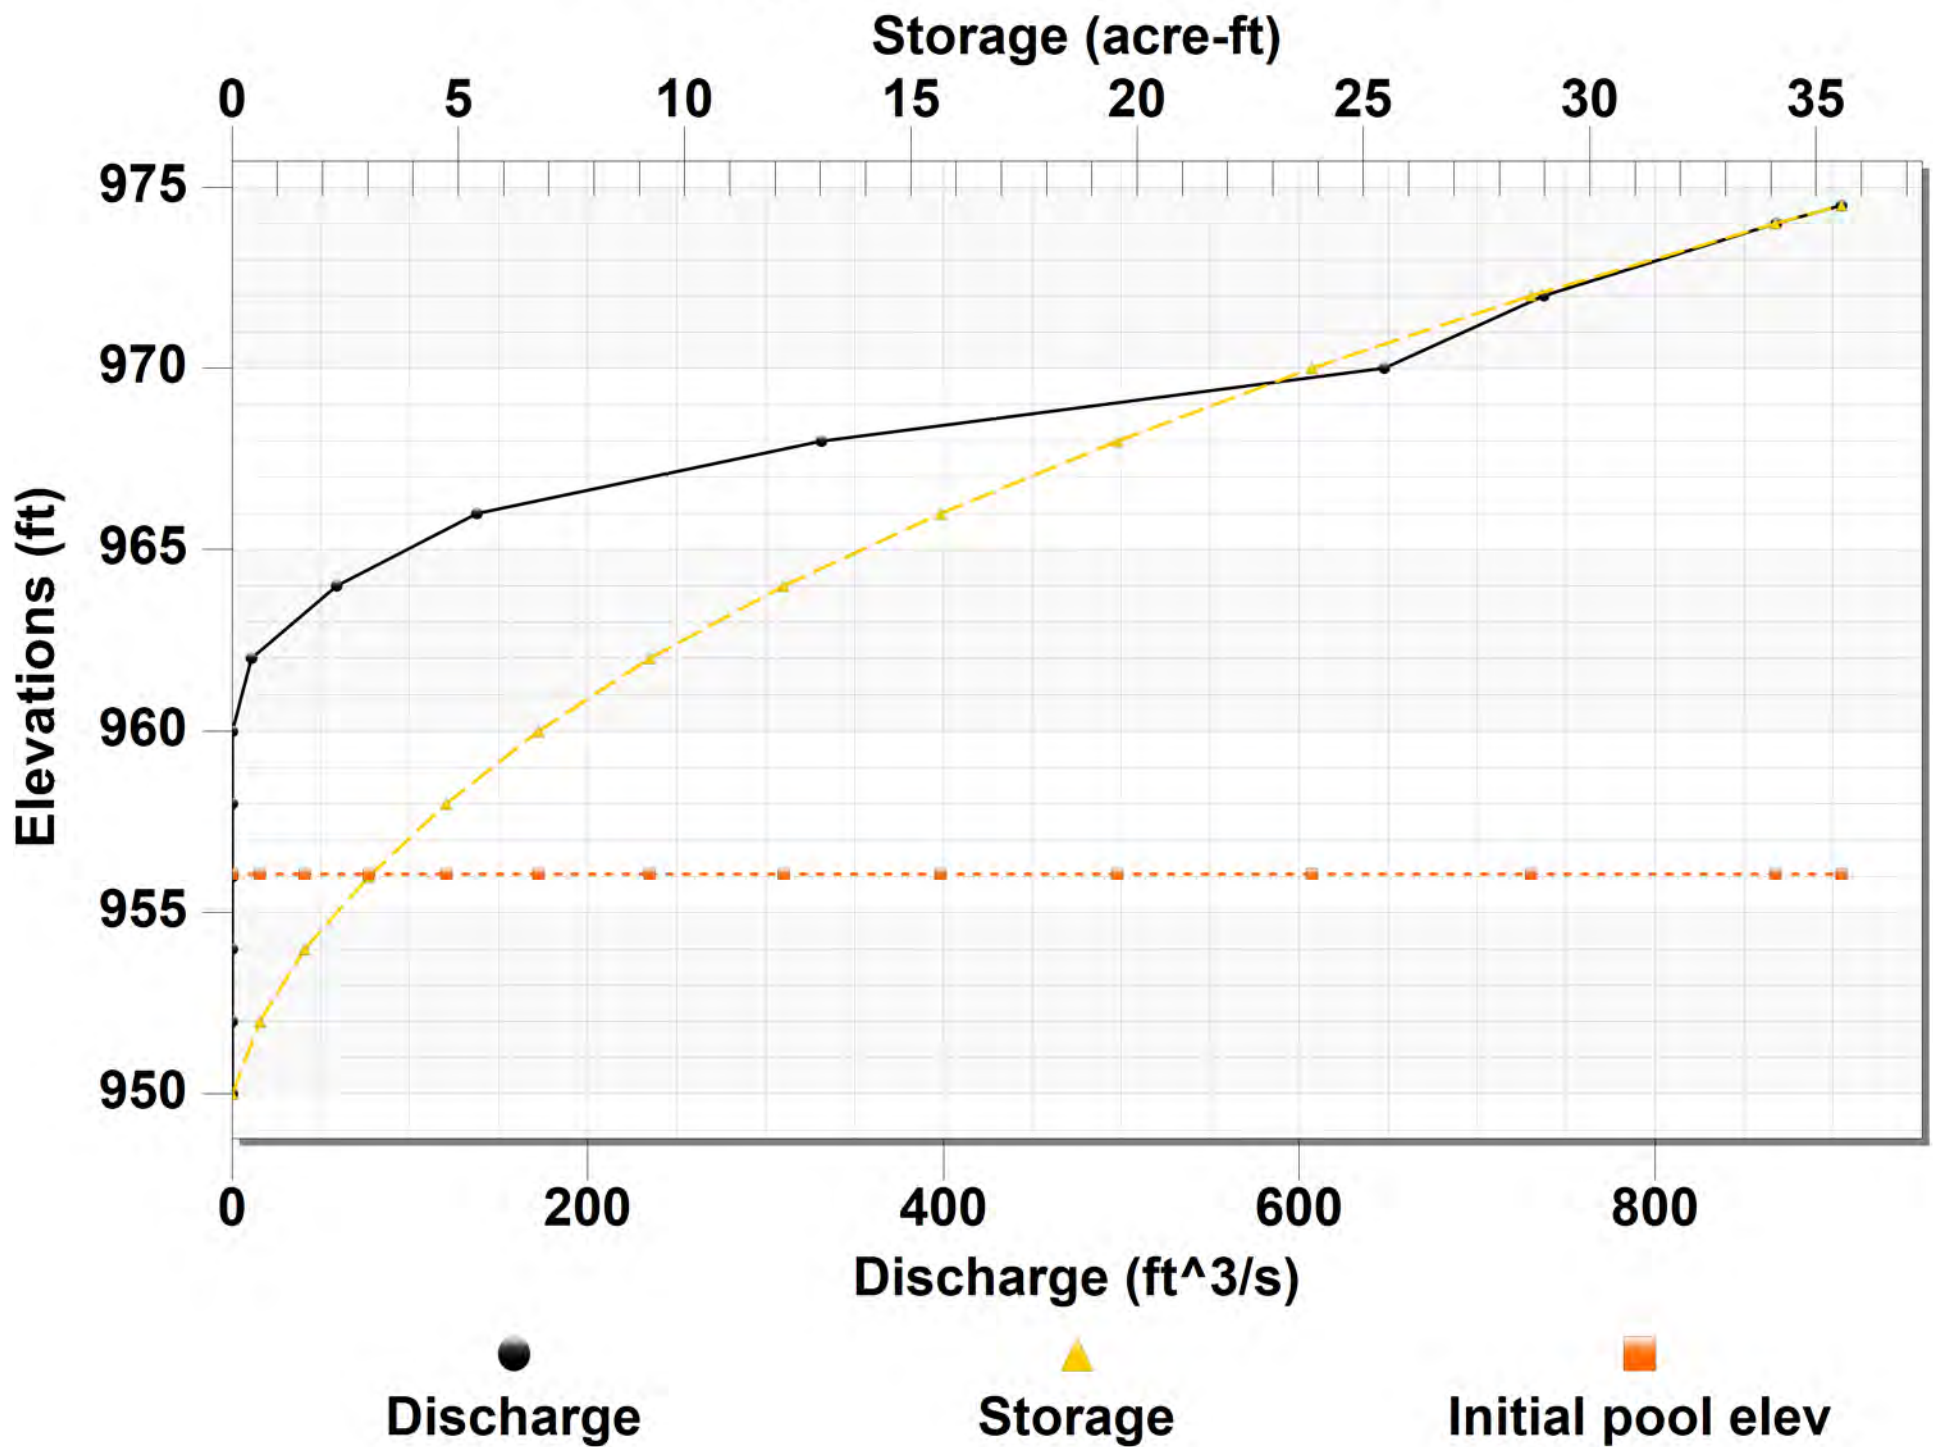 Storage (acre-ft)
0 5 10 15 20 25 30 35
975
970
965
960
955
950
Elevations (ft)
0 200 400 600 800
Discharge (ft^3/s)
Discharge Storage Initial pool elev